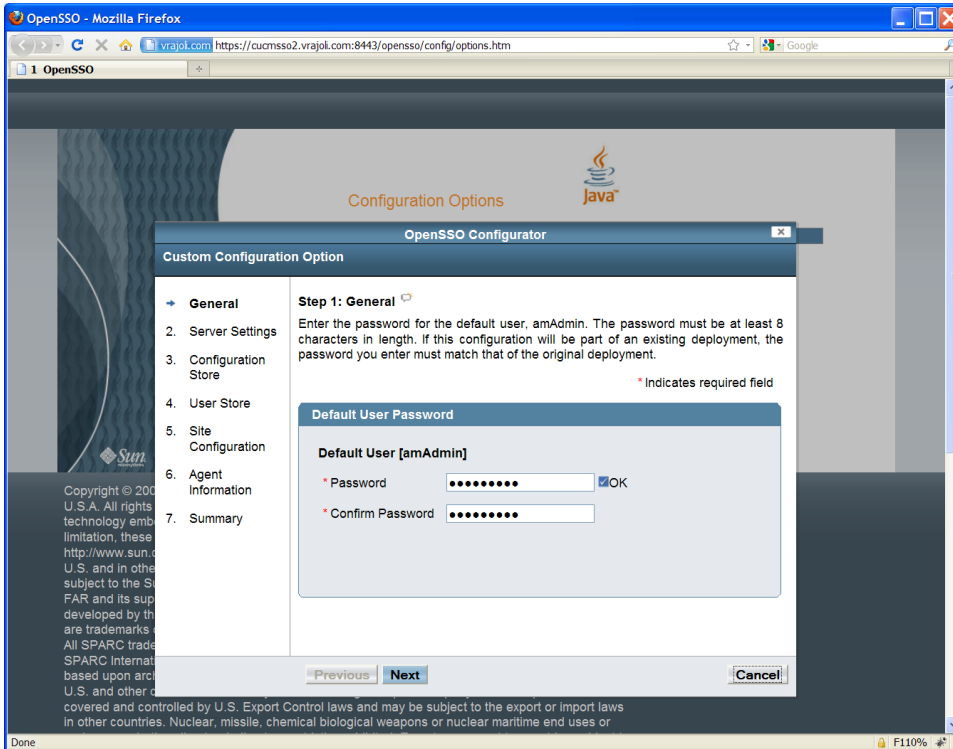 OpenSSO - Mozilla Firefox
vrajoli.com https://cucmsso2.vrajoli.com:8443/opensso/config/options.htm
Google
1 OpenSSO
Configuration Options
Java
OpenSSO Configurator
Custom Configuration Option
General
2. Server Settings
3. Configuration
Store
4. User Store
5. Site
Configuration
6. Agent
Information
7. Summary
Step 1: General
Enter the password for the default user, amAdmin. The password must be at least 8
characters in length. If this configuration will be part of an existing deployment, the
password you enter must match that of the original deployment.
* Indicates required field
Default User Password
Default User [amAdmin]
* Password ●●●●●●●●● OK
* Confirm Password ●●●●●●●●●
Previous Next Cancel
Sun
Copyright © 200
U.S.A. All rights
technology emb
limitation, these
http://www.sun.c
U.S. and in othe
subject to the Su
FAR and its sup
developed by th
are trademarks
All SPARC trade
SPARC Internat
based upon arch
U.S. and other c
covered and controlled by U.S. Export Control laws and may be subject to the export or import laws
in other countries. Nuclear, missile, chemical biological weapons or nuclear maritime end uses or
Done F110%